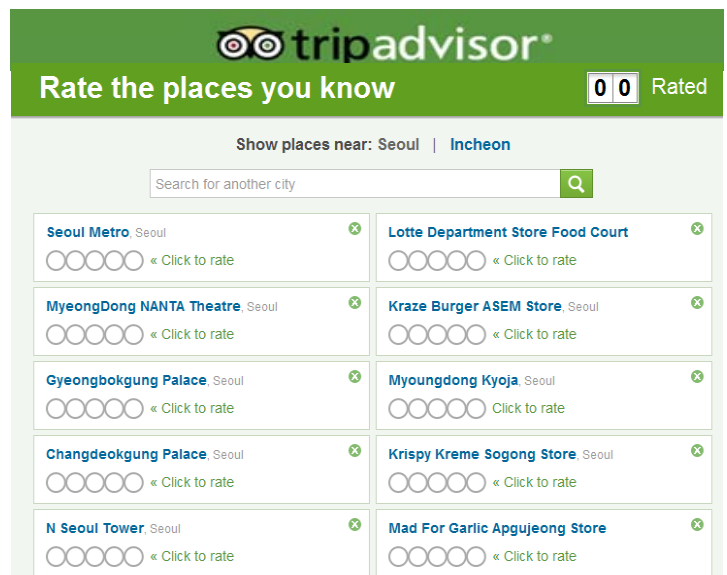 tripadvisor®
Rate the places you know
0 0 Rated
Show places near: Seoul | Incheon
Search for another city
Seoul Metro, Seoul
« Click to rate
Lotte Department Store Food Court
« Click to rate
MyeongDong NANTA Theatre, Seoul
« Click to rate
Kraze Burger ASEM Store, Seoul
« Click to rate
Gyeongbokgung Palace, Seoul
« Click to rate
Myoungdong Kyoja, Seoul
Click to rate
Changdeokgung Palace, Seoul
« Click to rate
Krispy Kreme Sogong Store, Seoul
« Click to rate
N Seoul Tower, Seoul
« Click to rate
Mad For Garlic Apgujeong Store
« Click to rate